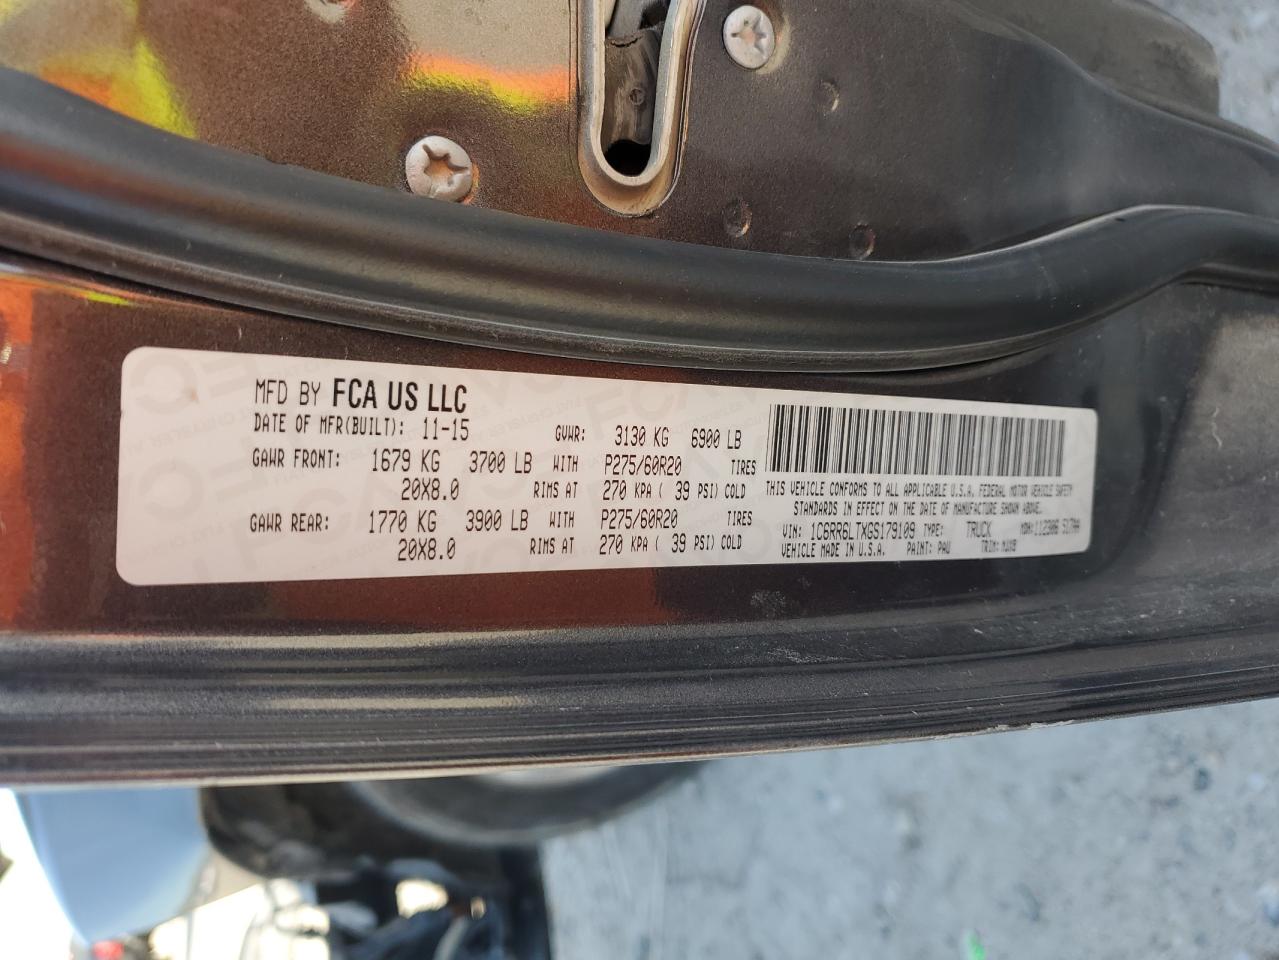 MFD BY FCA US LLC
DATE OF MFR(BUILT): 11-15 GVWR: 3130 KG 6900 LB
GAWR FRONT: 1679 KG 3700 LB WITH P275/60R20 TIRES
20X8.0 RIMS AT 270 KPA ( 39 PSI) COLD
GAWR REAR: 1770 KG 3900 LB WITH P275/60R20 TIRES
20X8.0 RIMS AT 270 KPA ( 39 PSI) COLD
THIS VEHICLE CONFORMS TO ALL APPLICABLE U.S.A. FEDERAL MOTOR VEHICLE SAFETY
STANDARDS IN EFFECT ON THE DATE OF MANUFACTURE SHOWN ABOVE.
VIN: 1C6RR6LTXGS179109 TYPE: TRUCK MDH:
VEHICLE MADE IN U.S.A. PAINT: PAU TRIM: